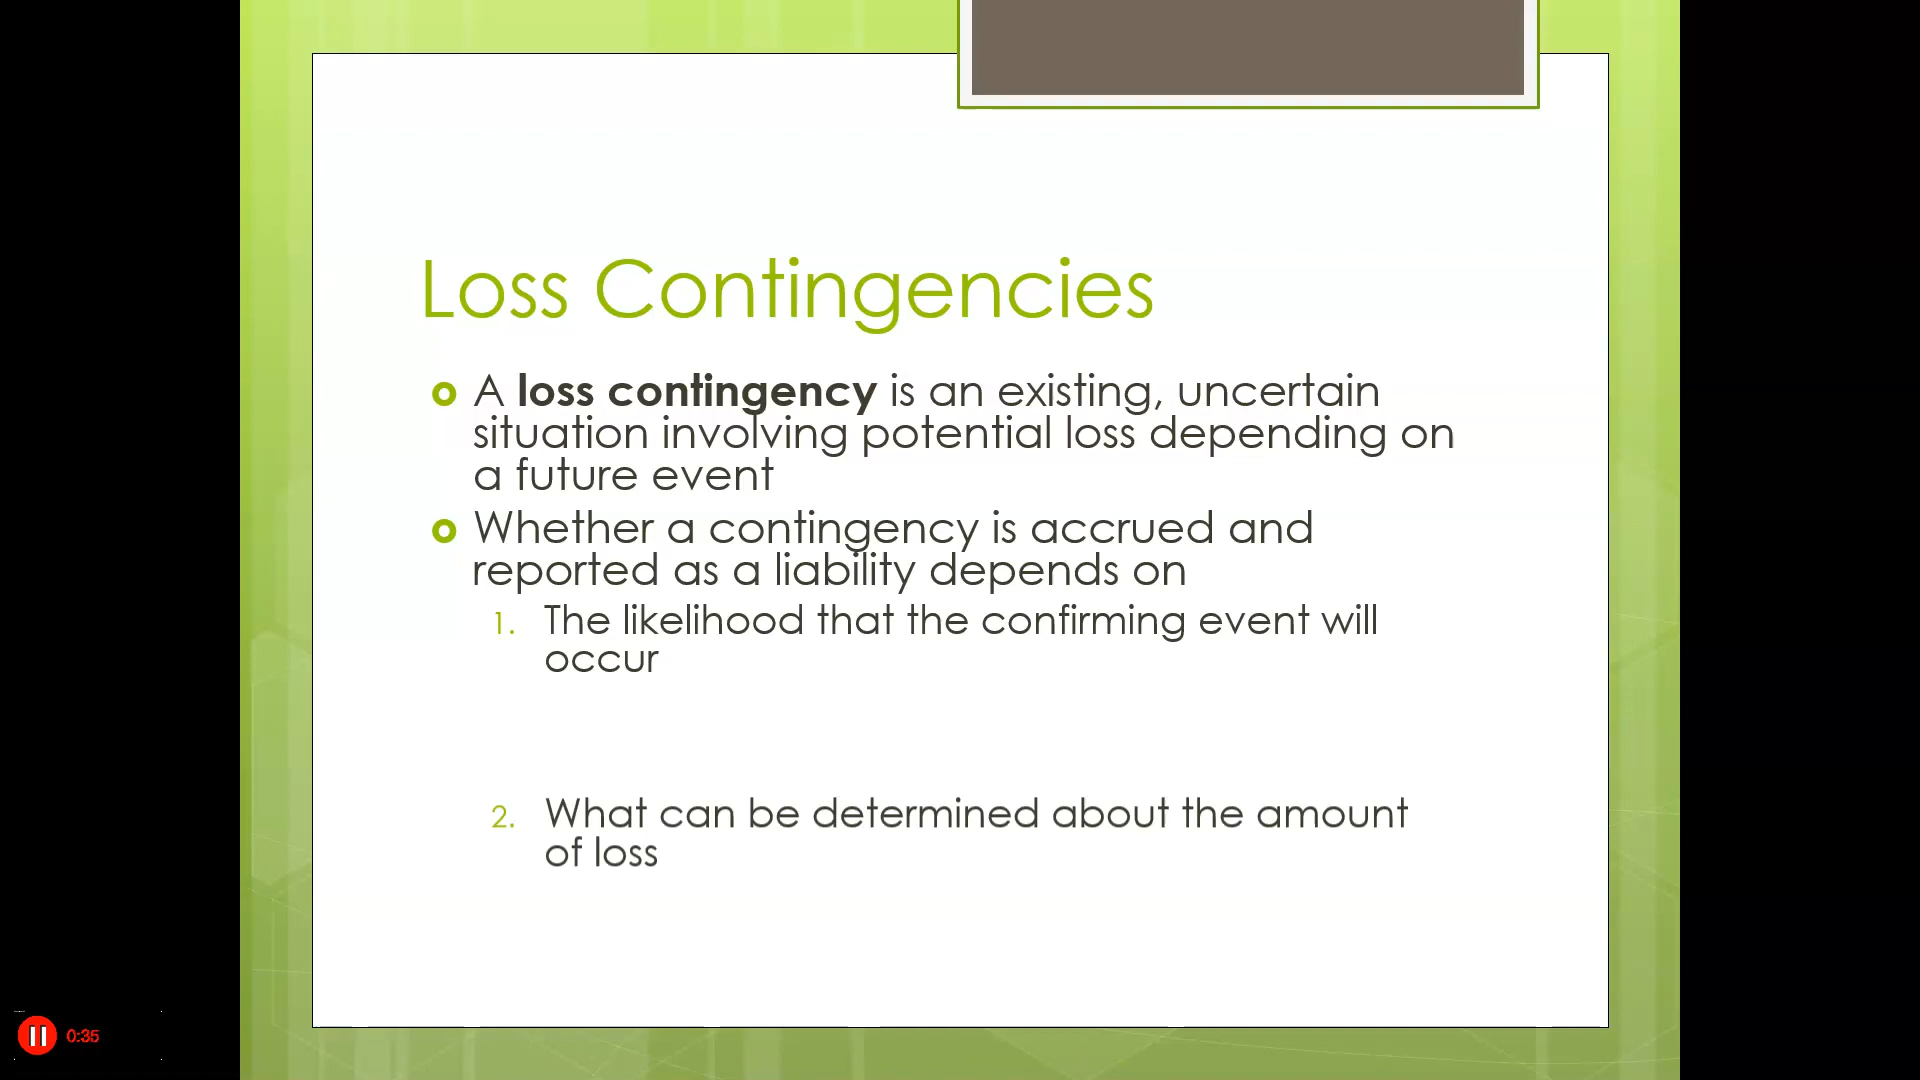 Loss Contingencies
A loss contingency is an existing, uncertain
situation involving potential loss depending on
a future event
Whether a contingency is accrued and
reported as a liability depends on
1. The likelihood that the confirming event will
occur
2. What can be determined about the amount
of loss
0:35